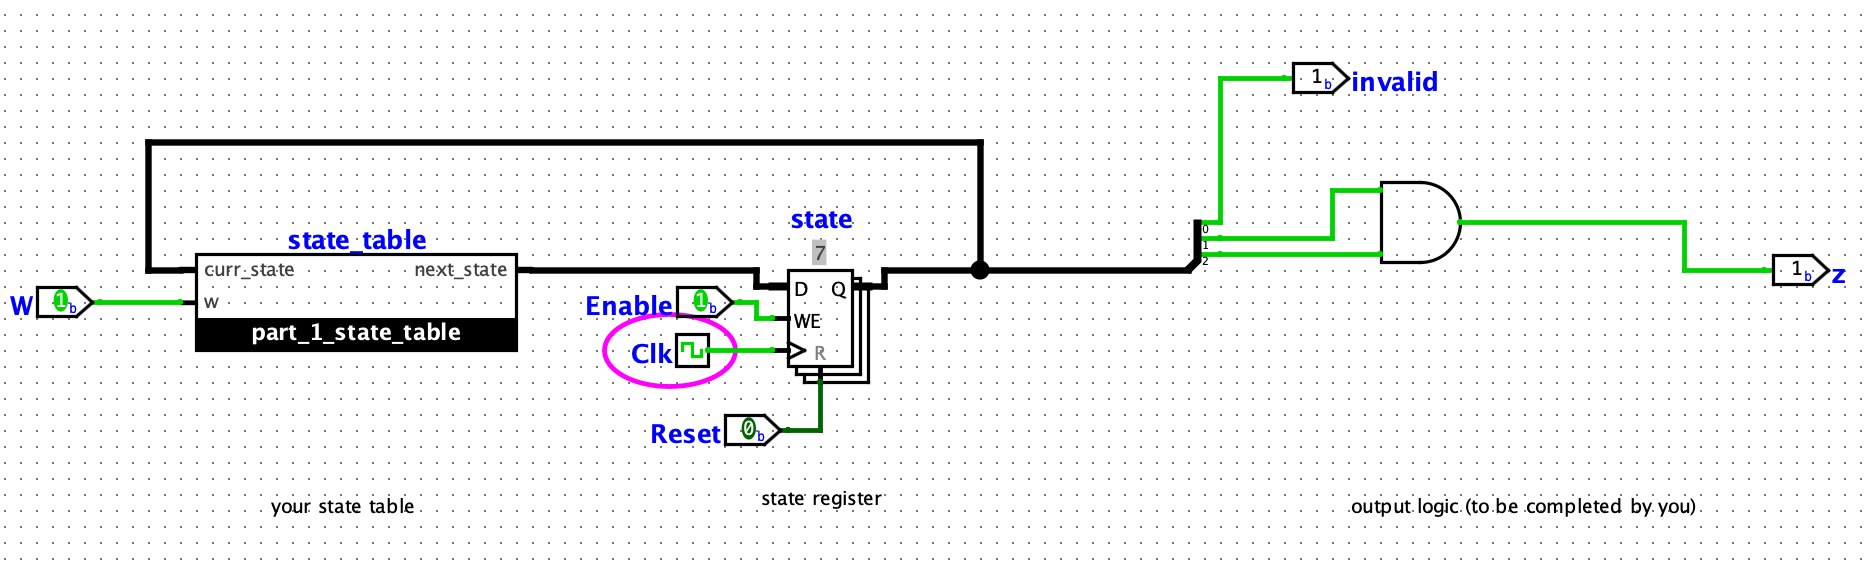 1b invalid
state
state_table
7
0
curr_state next_state
1
2
D Q
1b z
W 1b w
Enable 1b
WE
part_1_state_table
Clk
R
Reset 0b
state register
your state table
output logic (to be completed by you)